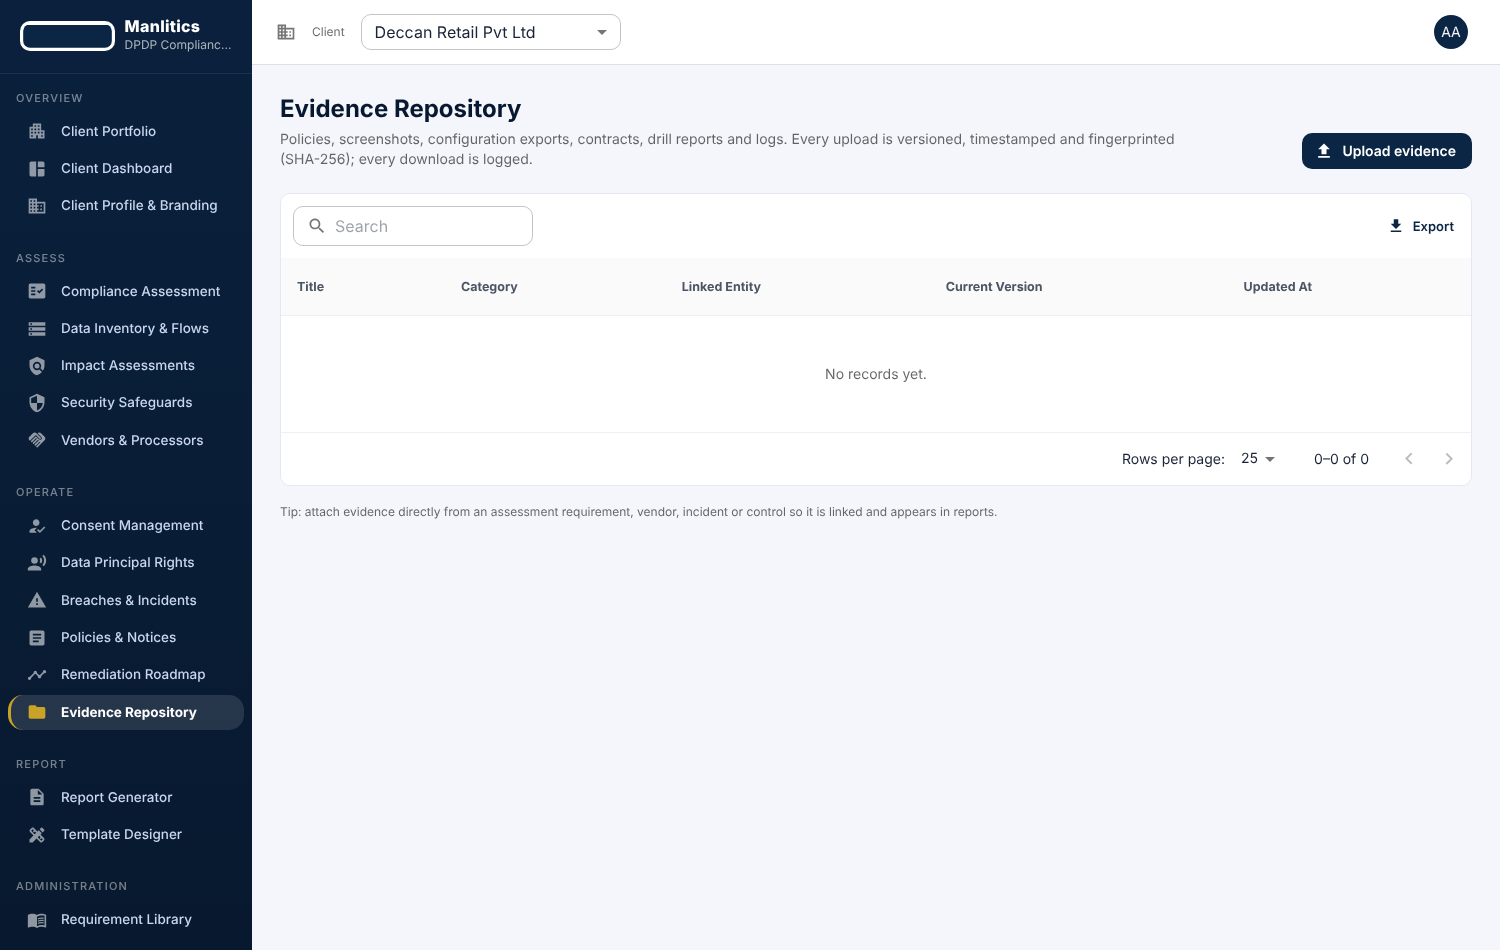 Manlitics
DPDP Complianc...
OVERVIEW
Client Portfolio
Client Dashboard
Client Profile & Branding
ASSESS
Compliance Assessment
Data Inventory & Flows
Impact Assessments
Security Safeguards
Vendors & Processors
OPERATE
Consent Management
Data Principal Rights
Breaches & Incidents
Policies & Notices
Remediation Roadmap
Evidence Repository
REPORT
Report Generator
Template Designer
ADMINISTRATION
Requirement Library
Client Deccan Retail Pvt Ltd AA
Evidence Repository
Policies, screenshots, configuration exports, contracts, drill reports and logs. Every upload is versioned, timestamped and fingerprinted
(SHA-256); every download is logged.
Upload evidence
Search Export
Title Category Linked Entity Current Version Updated At
No records yet.
Rows per page: 25 0–0 of 0
Tip: attach evidence directly from an assessment requirement, vendor, incident or control so it is linked and appears in reports.